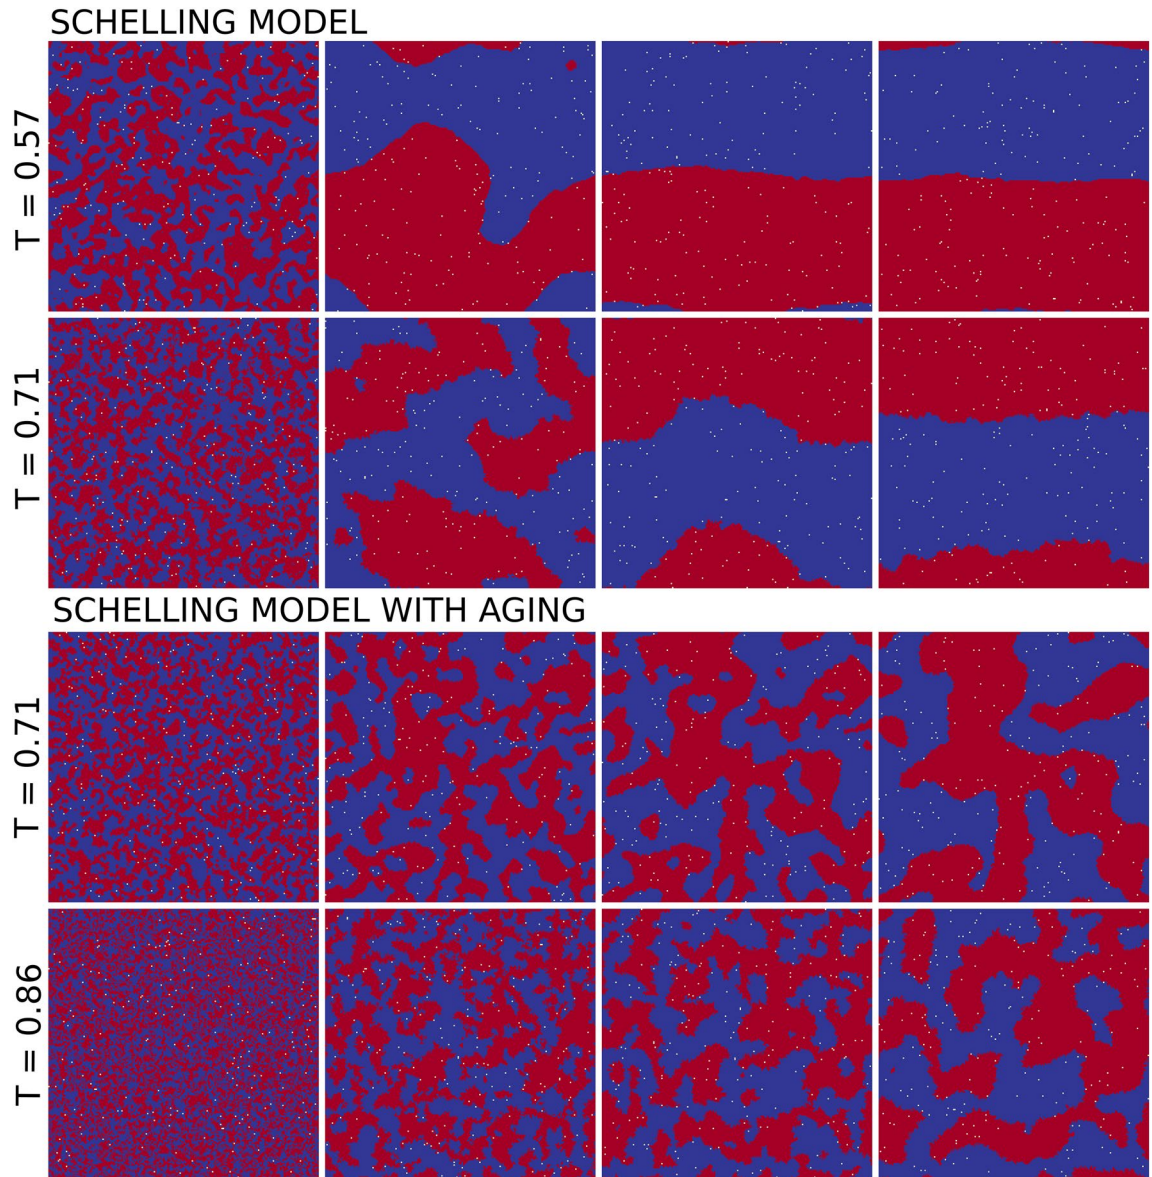 SCHELLING MODEL
T = 0.57
T = 0.71
SCHELLING MODEL WITH AGING
T = 0.71
T = 0.86